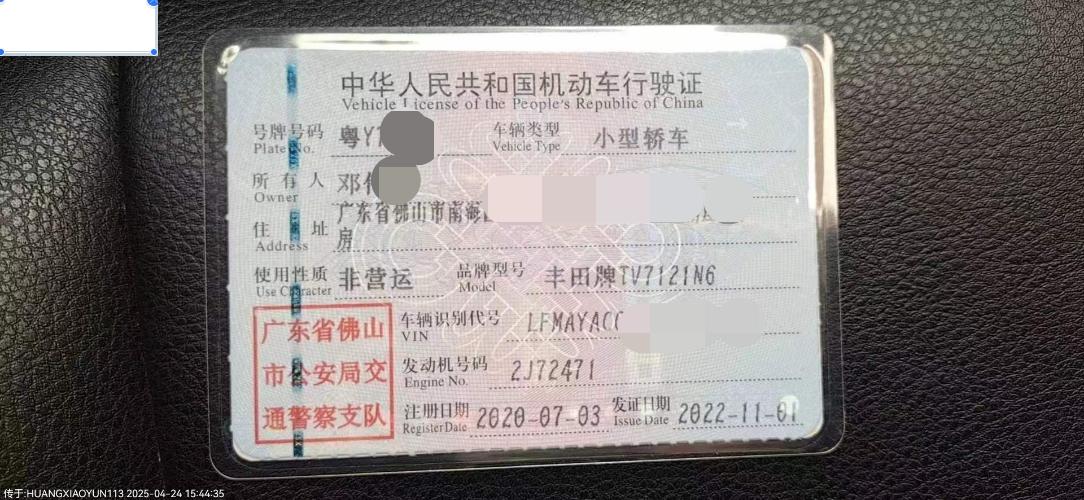 中华人民共和国机动车行驶证
Vehicle License of the People's Republic of China
号牌号码 粤Y 车辆类型 小型轿车
Plate No. Vehicle Type
所有人 邓
Owner
住址 广东省佛山市南海
Address 房
使用性质 非营运 品牌型号 丰田牌TV7121N6
Use Character Model
广东省佛山
市公安局交
通警察支队
车辆识别代号 LFMAYACC
VIN
发动机号码 2J72471
Engine No.
注册日期 2020-07-03 发证日期 2022-11-01
Register Date Issue Date
传于:HUANGXIAOYUN113 2025-04-24 15:44:35